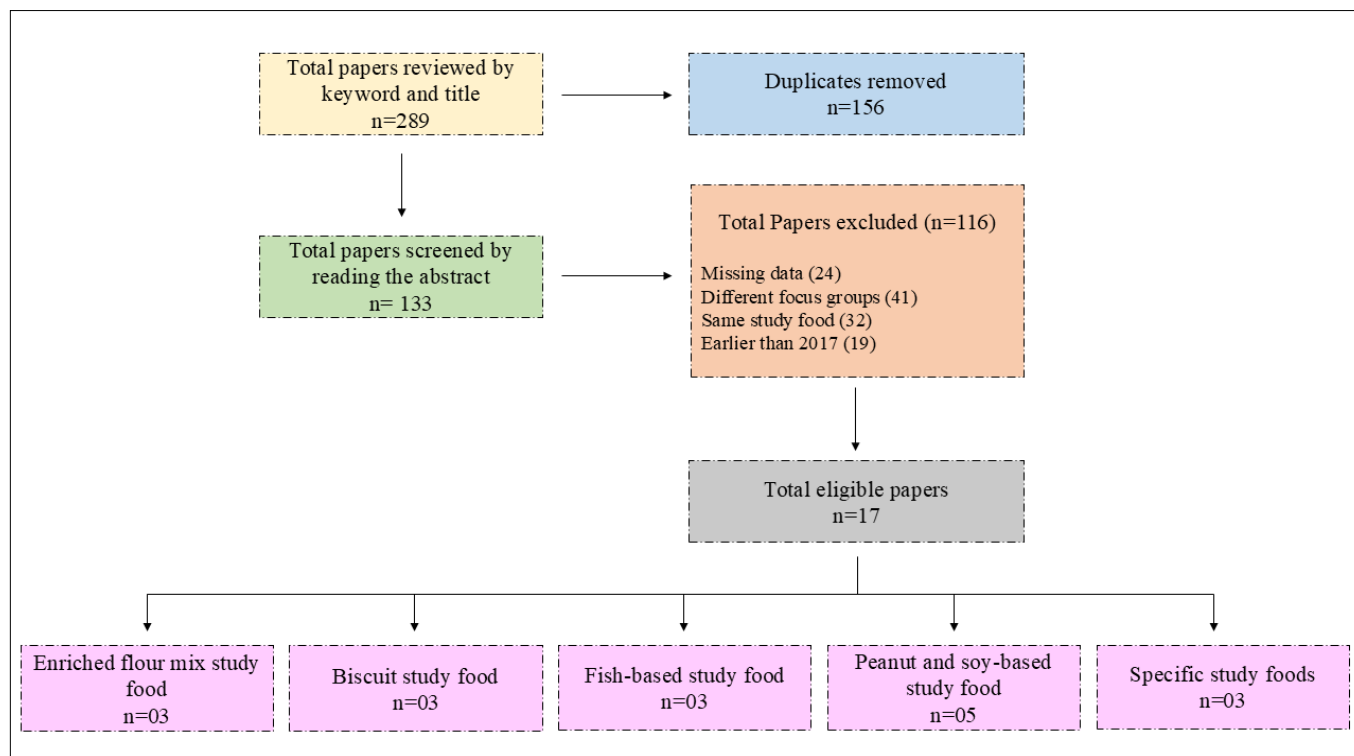 Total papers reviewed by
keyword and title
n=289
Duplicates removed
n=156
Total papers screened by
reading the abstract
n= 133
Total Papers excluded (n=116)
Missing data (24)
Different focus groups (41)
Same study food (32)
Earlier than 2017 (19)
Total eligible papers
n=17
Enriched flour mix study
food
n=03
Biscuit study food
n=03
Fish-based study food
n=03
Peanut and soy-based
study food
n=05
Specific study foods
n=03